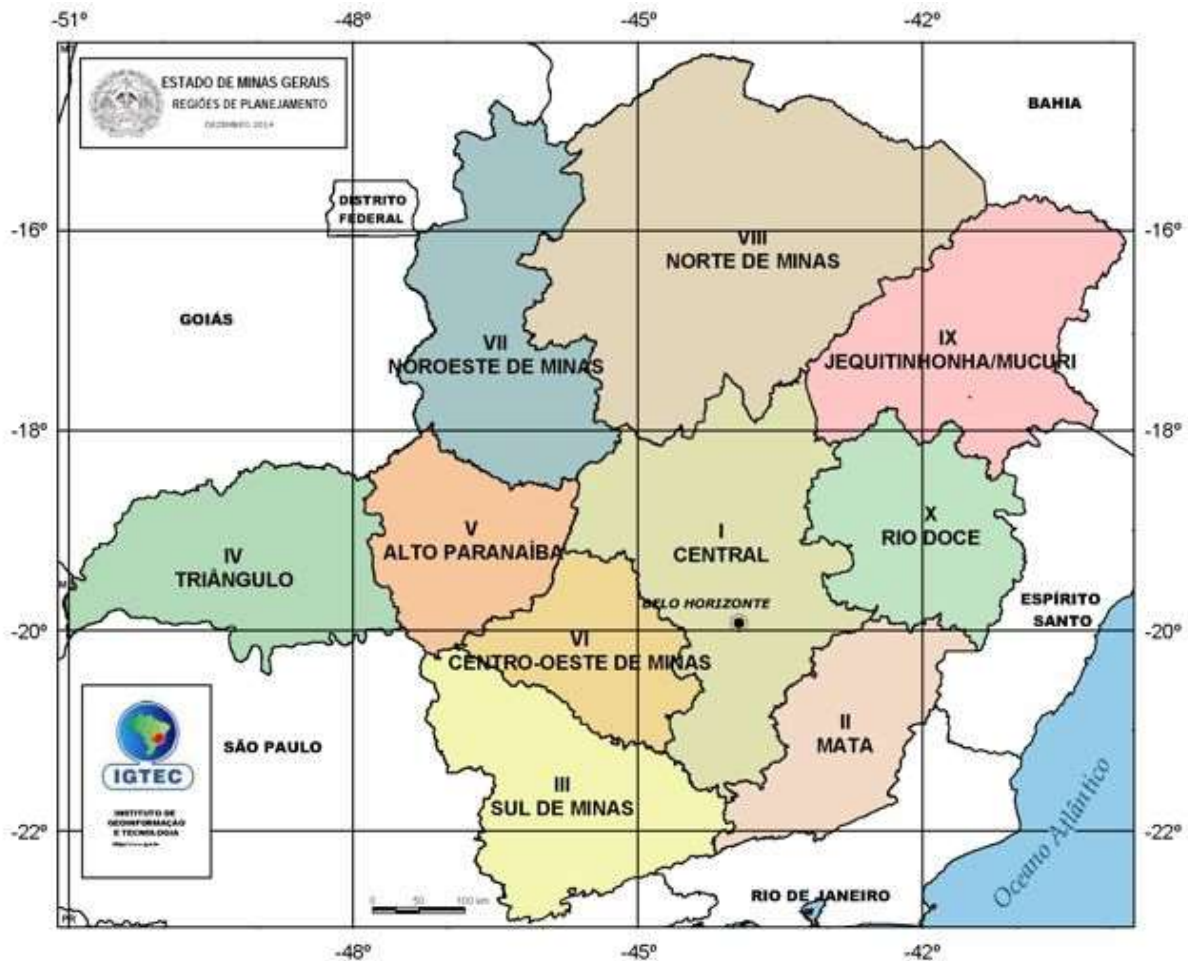 -51º
-48º
-45º
-42º
ESTADO DE MINAS GERAIS
REGIÕES DE PLANEJAMENTO
DEZEMBRO 2014
BAHIA
DISTRITO
FEDERAL
-16º
-16º
VIII
NORTE DE MINAS
GOIÁS
VII
NOROESTE DE MINAS
IX
JEQUITINHONHA/MUCURI
-18º
-18º
IV
TRIÂNGULO
V
ALTO PARANAÍBA
I
CENTRAL
X
RIO DOCE
BELO HORIZONTE
ESPÍRITO
SANTO
-20º
-20º
VI
CENTRO-OESTE DE MINAS
II
MATA
SÃO PAULO
IGTEC
INSTITUTO DE
GEOINFORMAÇÃO
E TECNOLOGIA
III
SUL DE MINAS
-22º
-22º
Oceano Atlântico
0 50 100 km
RIO DE JANEIRO
PR
-48º
-45º
-42º